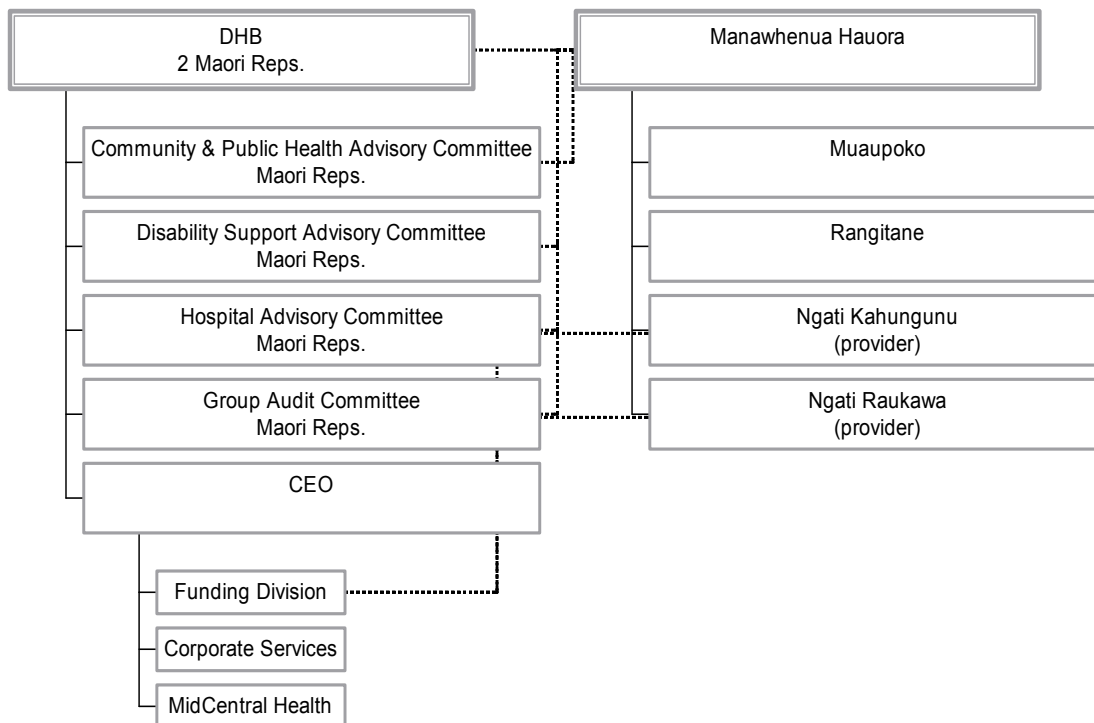 DHB
2 Maori Reps.
Manawhenua Hauora
Community & Public Health Advisory Committee
Maori Reps.
Muaupoko
Disability Support Advisory Committee
Maori Reps.
Rangitane
Hospital Advisory Committee
Maori Reps.
Ngati Kahungunu
(provider)
Group Audit Committee
Maori Reps.
Ngati Raukawa
(provider)
CEO
Funding Division
Corporate Services
MidCentral Health